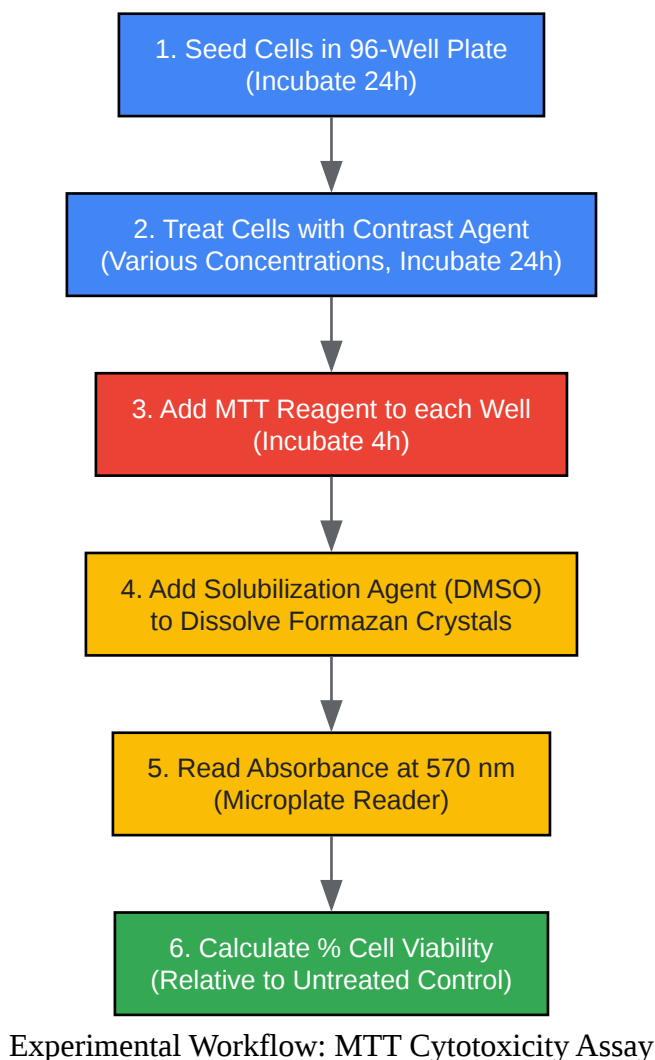 1. Seed Cells in 96-Well Plate
(Incubate 24h)
2. Treat Cells with Contrast Agent
(Various Concentrations, Incubate 24h)
3. Add MTT Reagent to each Well
(Incubate 4h)
4. Add Solubilization Agent (DMSO)
to Dissolve Formazan Crystals
5. Read Absorbance at 570 nm
(Microplate Reader)
6. Calculate % Cell Viability
(Relative to Untreated Control)
Experimental Workflow: MTT Cytotoxicity Assay